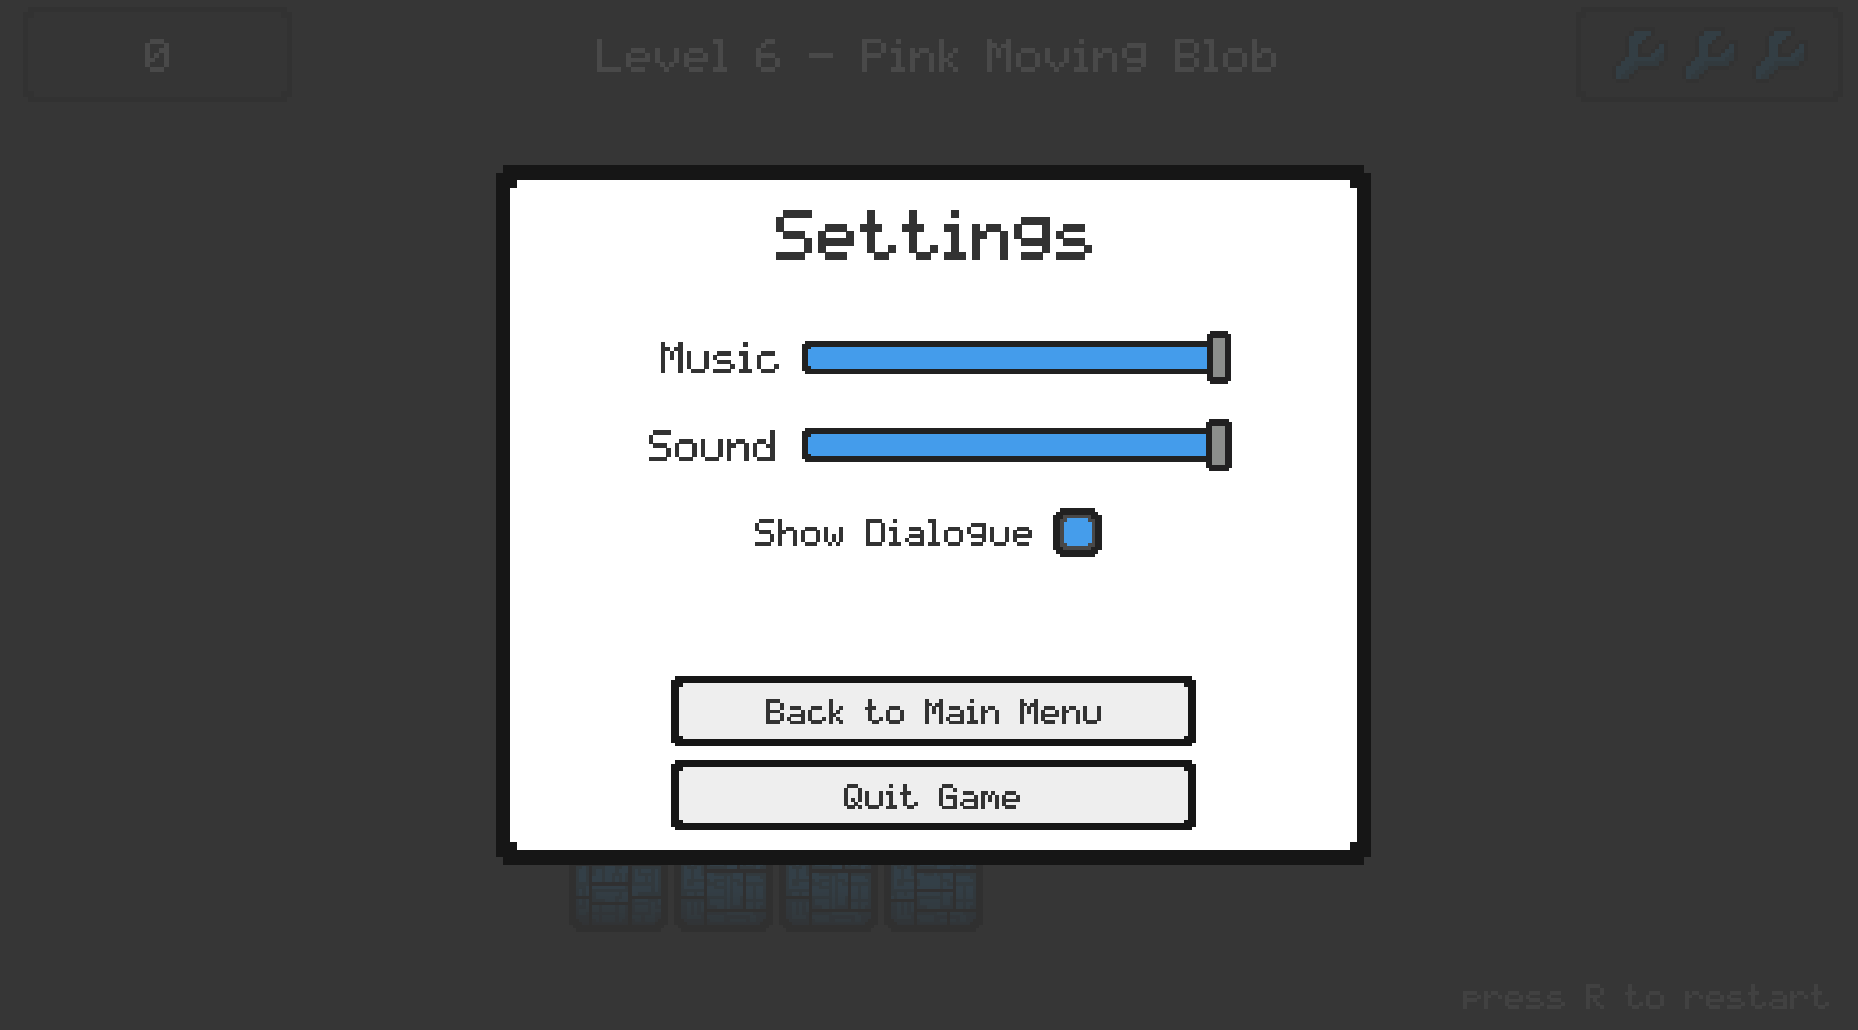 0
Level 6 - Pink Moving Blob
Settings
Music
Sound
Show Dialogue
Back to Main Menu
Quit Game
press R to restart